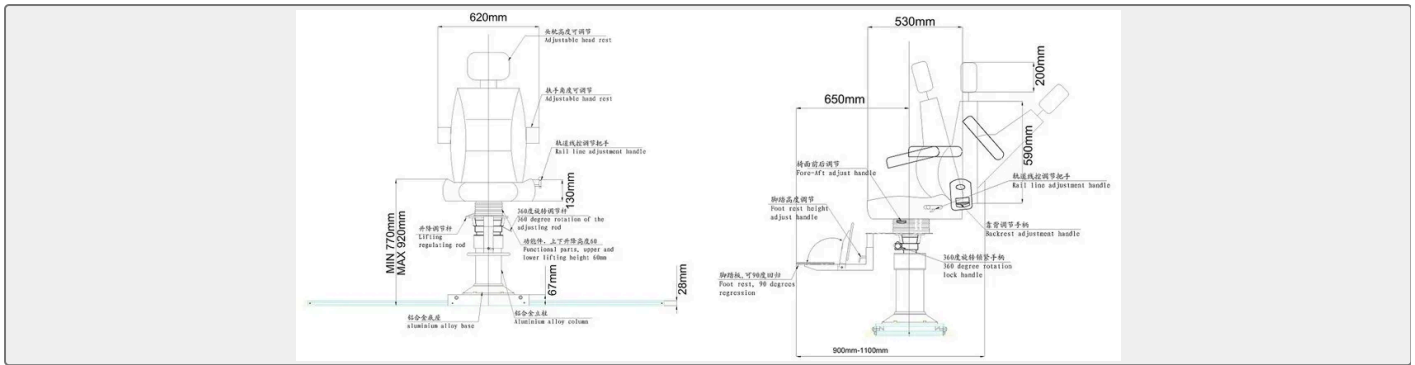 620mm
头枕高度可调节
Adjustable head rest
扶手角度可调节
Adjustable hand rest
轨道线控调节把手
Rail line adjustment handle
130mm
MIN 770mm
MAX 920mm
360度旋转调节杆
360 degree rotation of the
adjusting rod
升降调节杆
Lifting
regulating rod
功能件，上下升降高度60
Functional parts, upper and
lower lifting height 60mm
67mm
28mm
铝合金底座
aluminium alloy base
铝合金立柱
Aluminium alloy column
530mm
200mm
650mm
590mm
椅面前后调节
Fore-Aft adjust handle
轨道线控调节把手
Rail line adjustment handle
脚踏高度调节
Foot rest height
adjust handle
靠背调节手柄
Backrest adjustment handle
360度旋转锁紧手柄
360 degree rotation
lock handle
脚踏板,可90度回归
Foot rest, 90 degrees
regression
900mm-1100mm